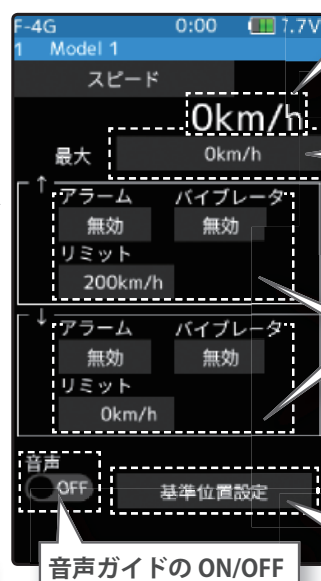 F-4G 0:00 7.7V
1 Model 1
スピード
0km/h
最大 0km/h
↑
アラーム バイブレータ
無効 無効
リミット
200km/h
↓
アラーム バイブレータ
無効 無効
リミット
0km/h
音声
OFF 基準位置設定
音声ガイドの ON/OFF